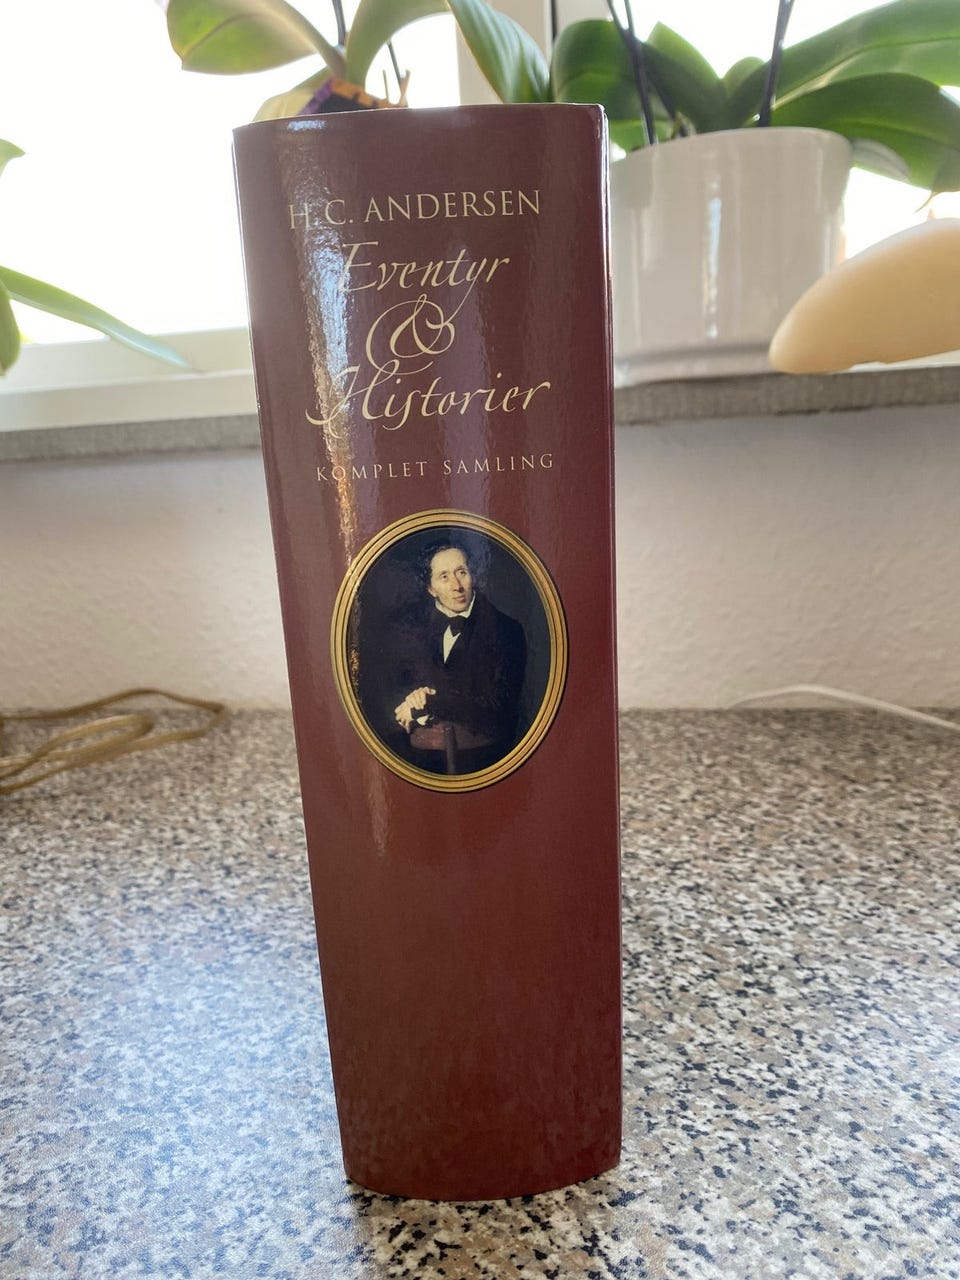 H.C. ANDERSEN
Eventyr
&
Historier
KOMPLET SAMLING